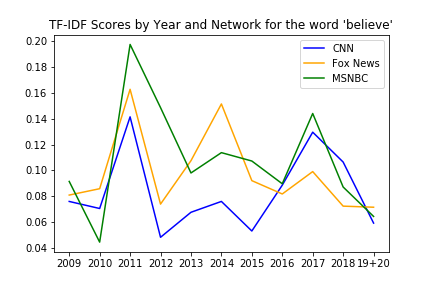 TF-IDF Scores by Year and Network for the word 'believe'
CNN
Fox News
MSNBC
0.20
0.18
0.16
0.14
0.12
0.10
0.08
0.06
0.04
2009 2010 2011 2012 2013 2014 2015 2016 2017 2018 19+20